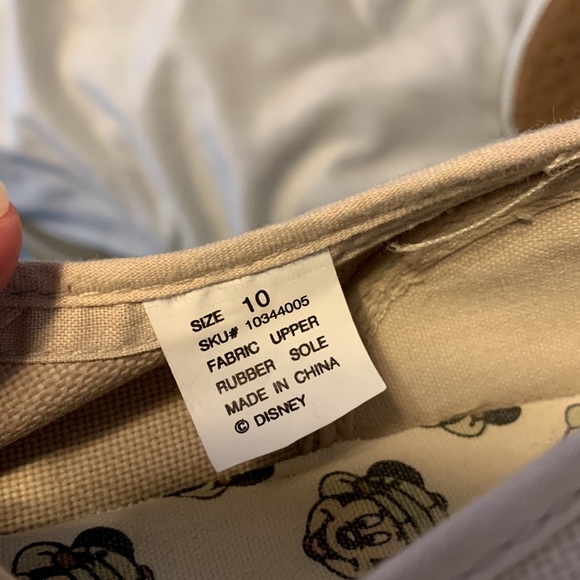 SIZE 10
SKU# 10344005
FABRIC UPPER
RUBBER SOLE
MADE IN CHINA
© DISNEY